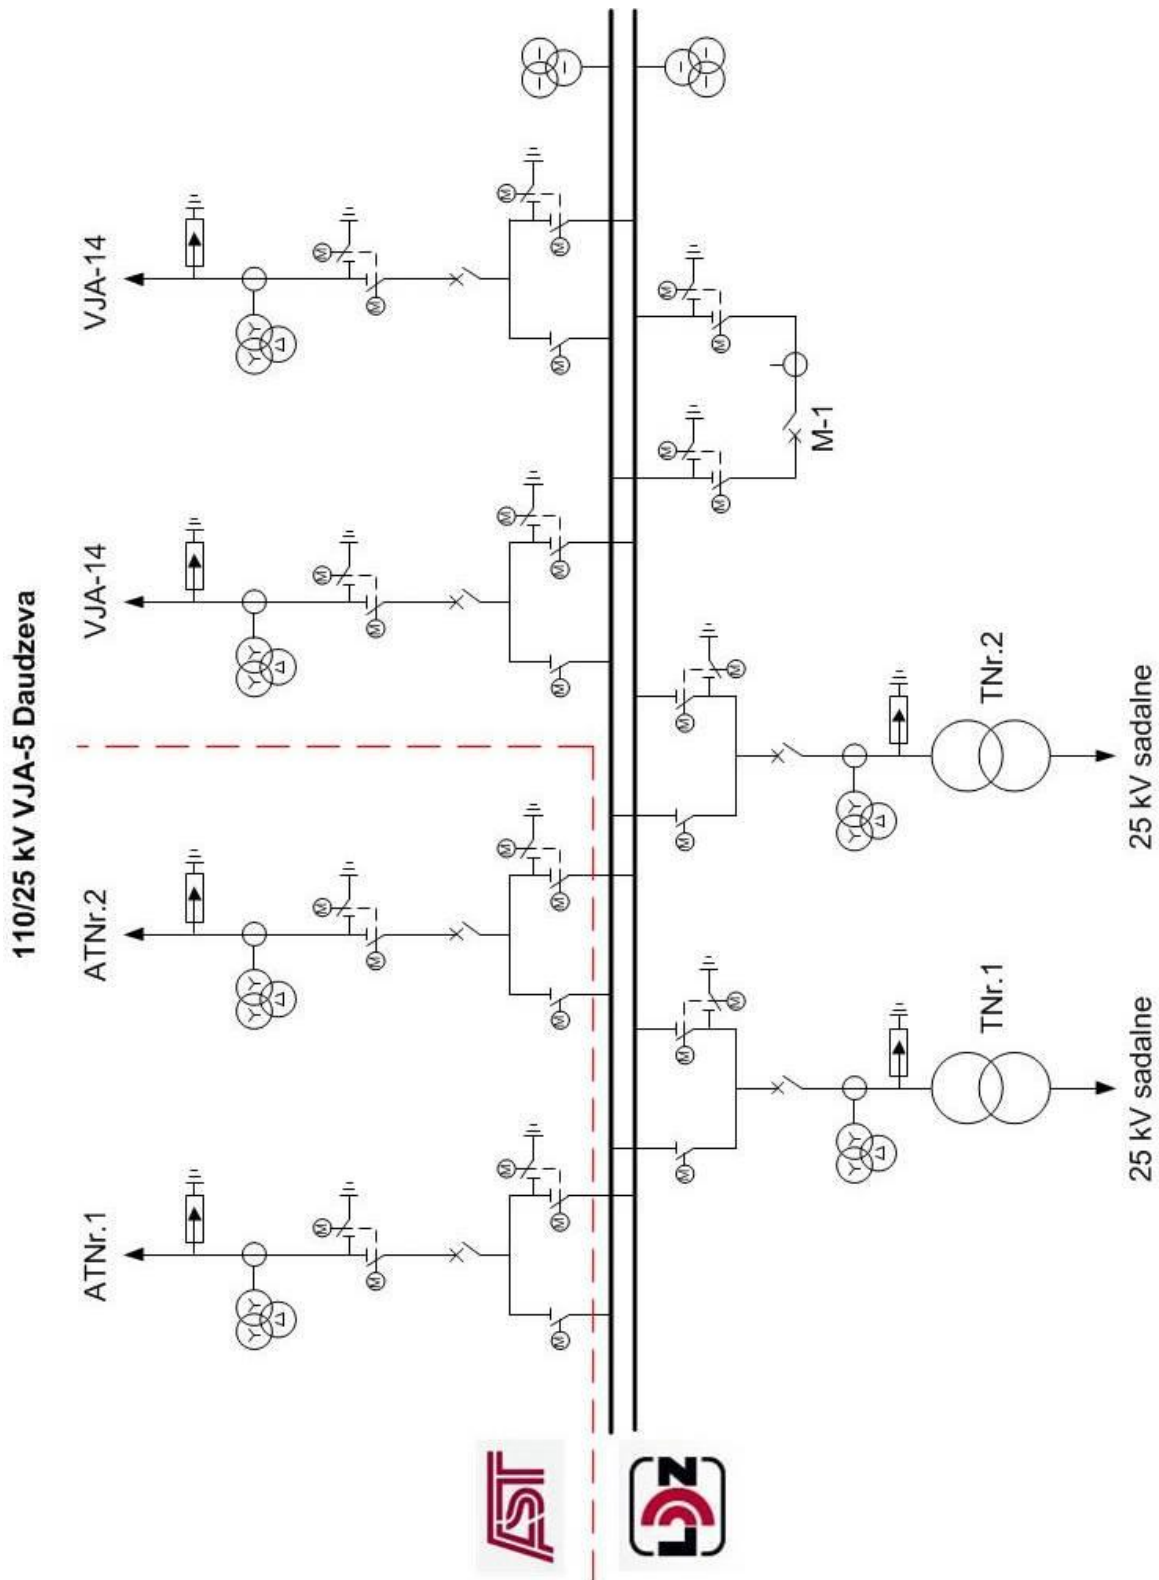 110/25 kV VJA-5 Daudzeva
ATNr.1
ATNr.2
VJA-14
VJA-14
M-1
TNr.1
TNr.2
25 kV sadalne
25 kV sadalne
AST
LDZ